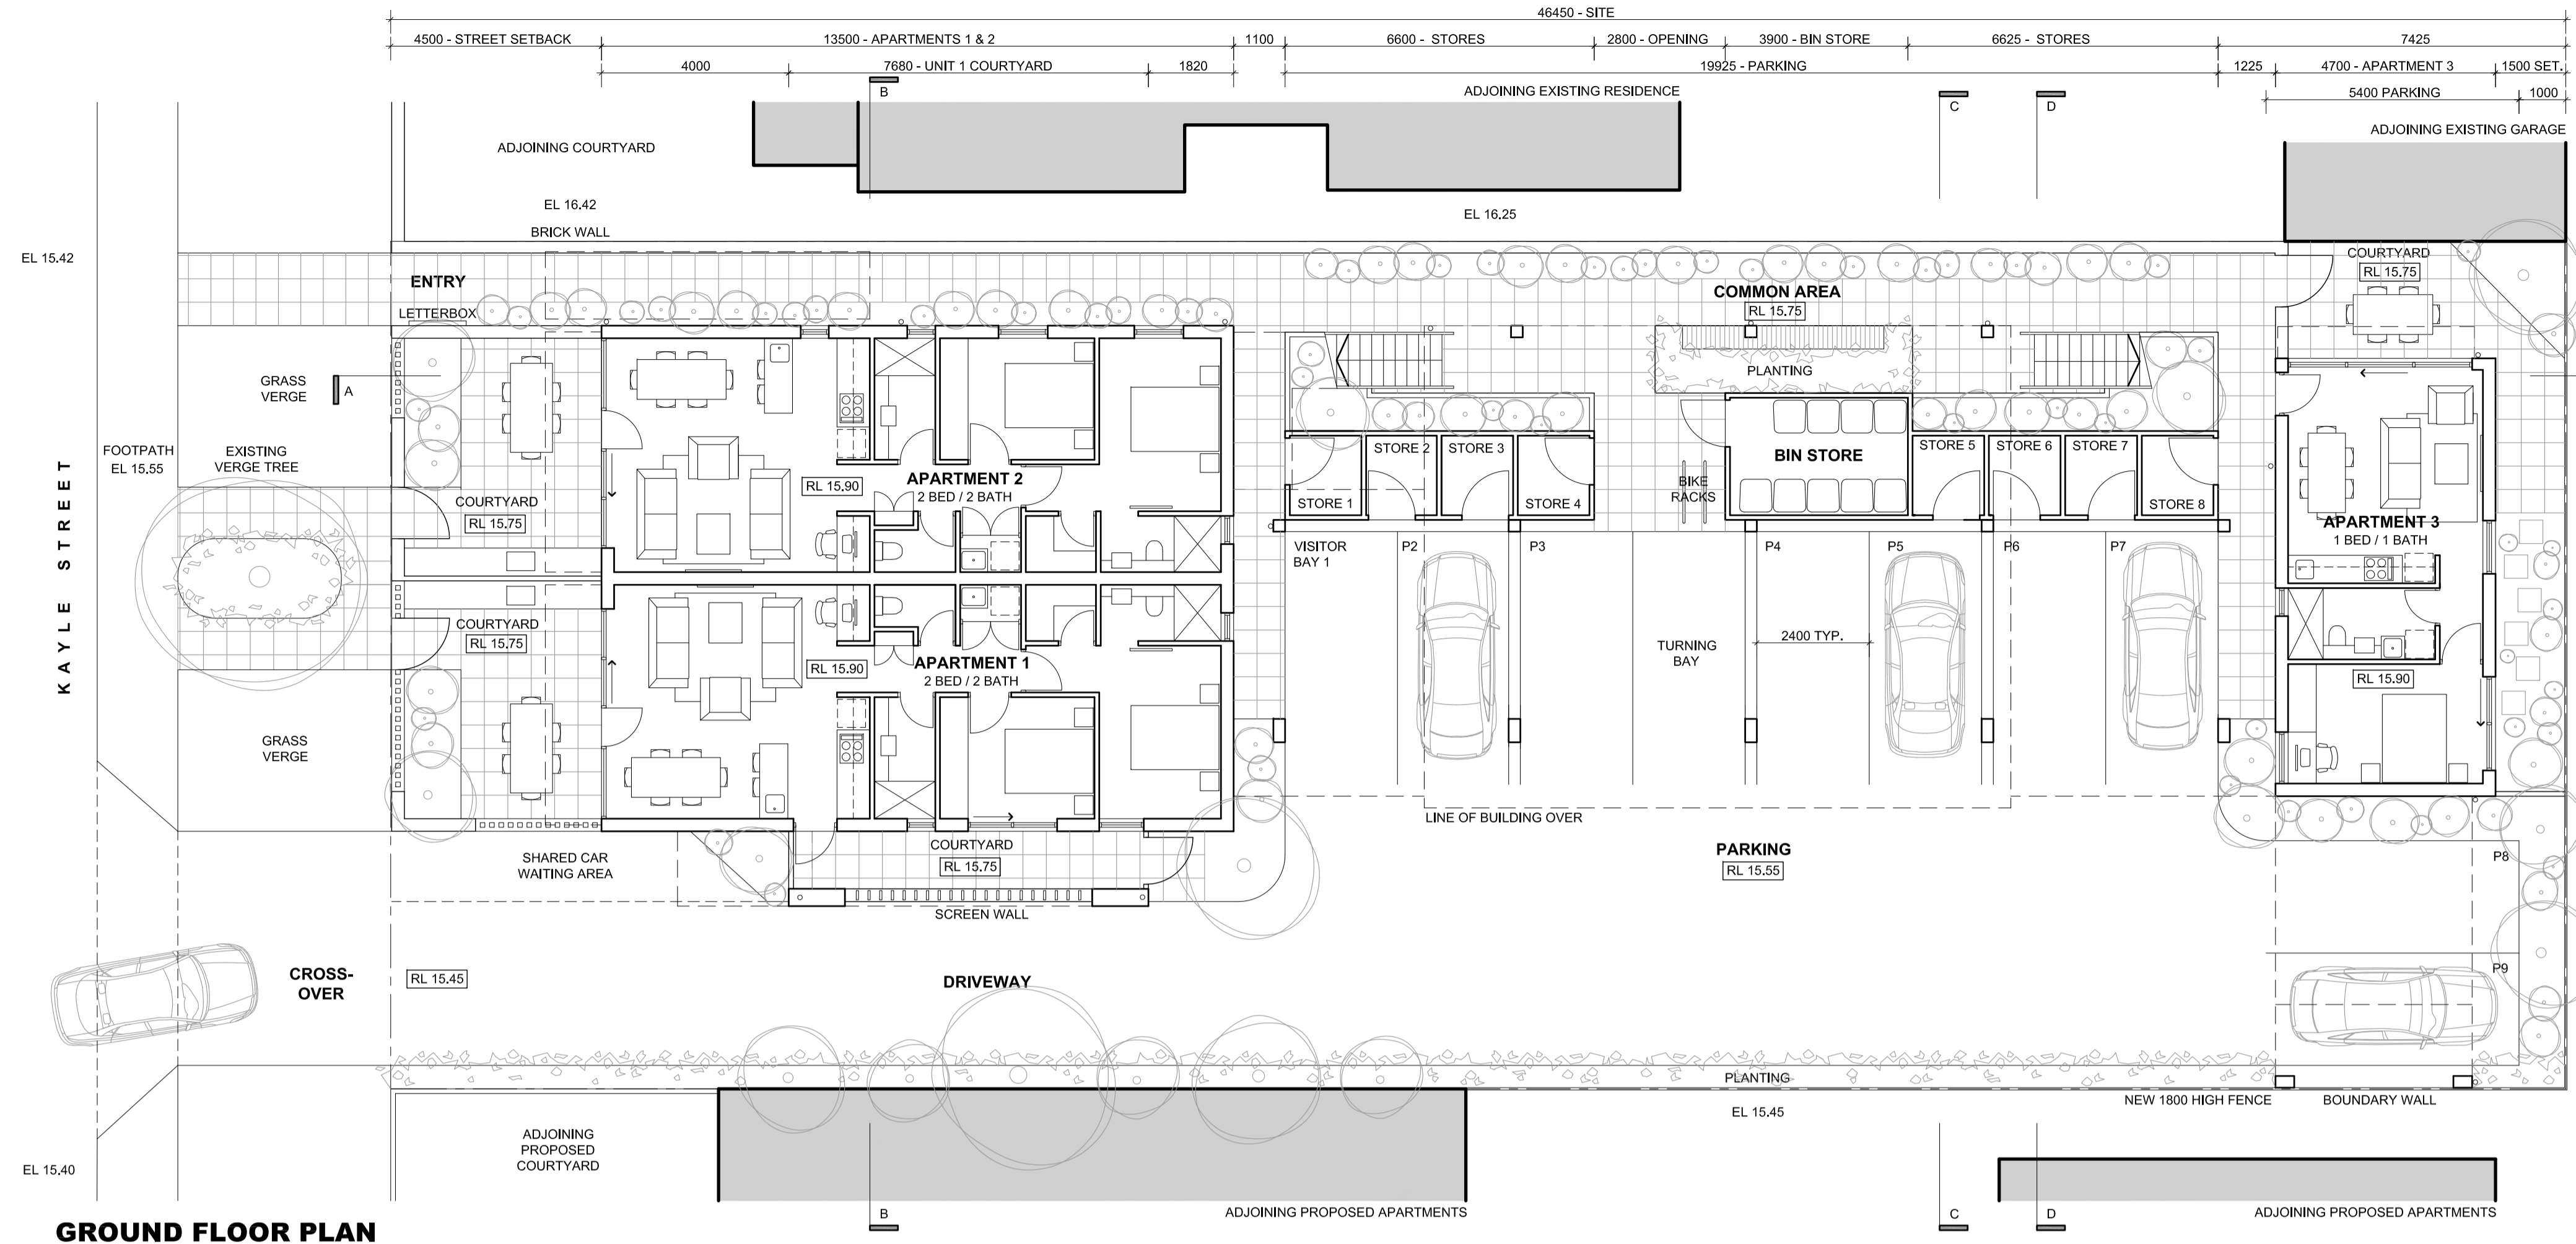 46450 - SITE
4500 - STREET SETBACK
13500 - APARTMENTS 1 & 2
1100
6600 - STORES
2800 - OPENING
3900 - BIN STORE
6625 - STORES
7425
4000
7680 - UNIT 1 COURTYARD
1820
19925 - PARKING
1225
4700 - APARTMENT 3
1500 SET.
B
ADJOINING EXISTING RESIDENCE
C
D
5400 PARKING
1000
ADJOINING EXISTING GARAGE
ADJOINING COURTYARD
EL 16.42
EL 16.25
BRICK WALL
EL 15.42
COURTYARD
RL 15.75
ENTRY
COMMON AREA
RL 15.75
LETTERBOX
GRASS
VERGE
A
PLANTING
FOOTPATH
EL 15.55
EXISTING
VERGE TREE
KAYLE STREET
COURTYARD
RL 15.75
RL 15.90
APARTMENT 2
2 BED / 2 BATH
STORE 1
STORE 2
STORE 3
STORE 4
BIKE
RACKS
BIN STORE
STORE 5
STORE 6
STORE 7
STORE 8
APARTMENT 3
1 BED / 1 BATH
VISITOR
BAY 1
P2
P3
P4
P5
P6
P7
COURTYARD
RL 15.75
RL 15.90
APARTMENT 1
2 BED / 2 BATH
TURNING
BAY
2400 TYP.
RL 15.90
GRASS
VERGE
LINE OF BUILDING OVER
SHARED CAR
WAITING AREA
COURTYARD
RL 15.75
PARKING
RL 15.55
P8
SCREEN WALL
CROSS-
OVER
RL 15.45
DRIVEWAY
P9
PLANTING
EL 15.45
NEW 1800 HIGH FENCE
BOUNDARY WALL
ADJOINING
PROPOSED
COURTYARD
EL 15.40
B
ADJOINING PROPOSED APARTMENTS
C
D
ADJOINING PROPOSED APARTMENTS
GROUND FLOOR PLAN